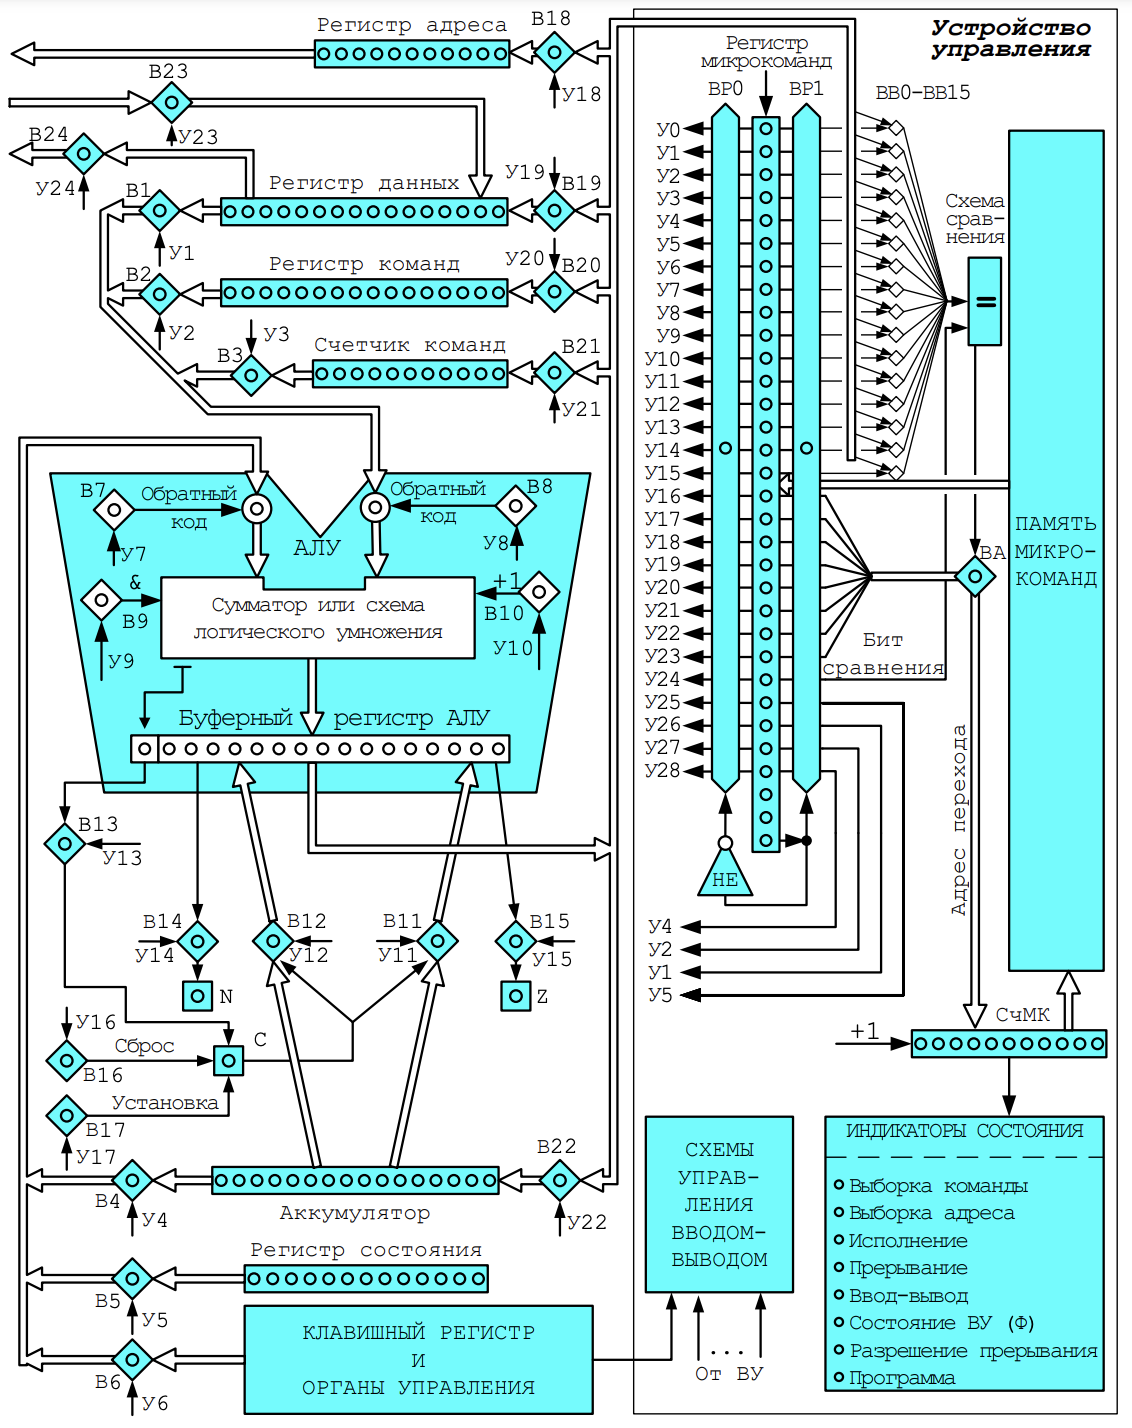 Регистр адреса
В18
У18
В23
У23
В24
У24
Регистр данных
У19
В19
В1
У1
Регистр команд
У20
В20
В2
У2
У3
В3
Счетчик команд
В21
У21
В7
Обратный
код
У7
АЛУ
Обратный
код
В8
У8
&
В9
У9
Сумматор или схема
логического умножения
+1
В10
У10
Буферный регистр АЛУ
В13
У13
В14
У14
N
В12
У12
В11
У11
В15
У15
Z
У16
Сброс
В16
C
Установка
В17
У17
В4
У4
Аккумулятор
В22
У22
Регистр состояния
В5
У5
В6
У6
КЛАВИШНЫЙ РЕГИСТР
И
ОРГАНЫ УПРАВЛЕНИЯ
Устройство
управления
Регистр
микрокоманд
ВР0
ВР1
ВВ0-ВВ15
У0
У1
У2
У3
У4
У5
У6
У7
У8
У9
У10
У11
У12
У13
У14
У15
У16
У17
У18
У19
У20
У21
У22
У23
У24
У25
У26
У27
У28
НЕ
У4
У2
У1
У5
Схема
срав-
нения
=
ВА
Бит
сравнения
Адрес перехода
ПАМЯТЬ
МИКРО-
КОМАНД
СчМК
+1
СХЕМЫ
УПРАВ-
ЛЕНИЯ
ВВОДОМ-
ВЫВОДОМ
...
От ВУ
ИНДИКАТОРЫ СОСТОЯНИЯ
Выборка команды
Выборка адреса
Исполнение
Прерывание
Ввод-вывод
Состояние ВУ (Ф)
Разрешение прерывания
Программа